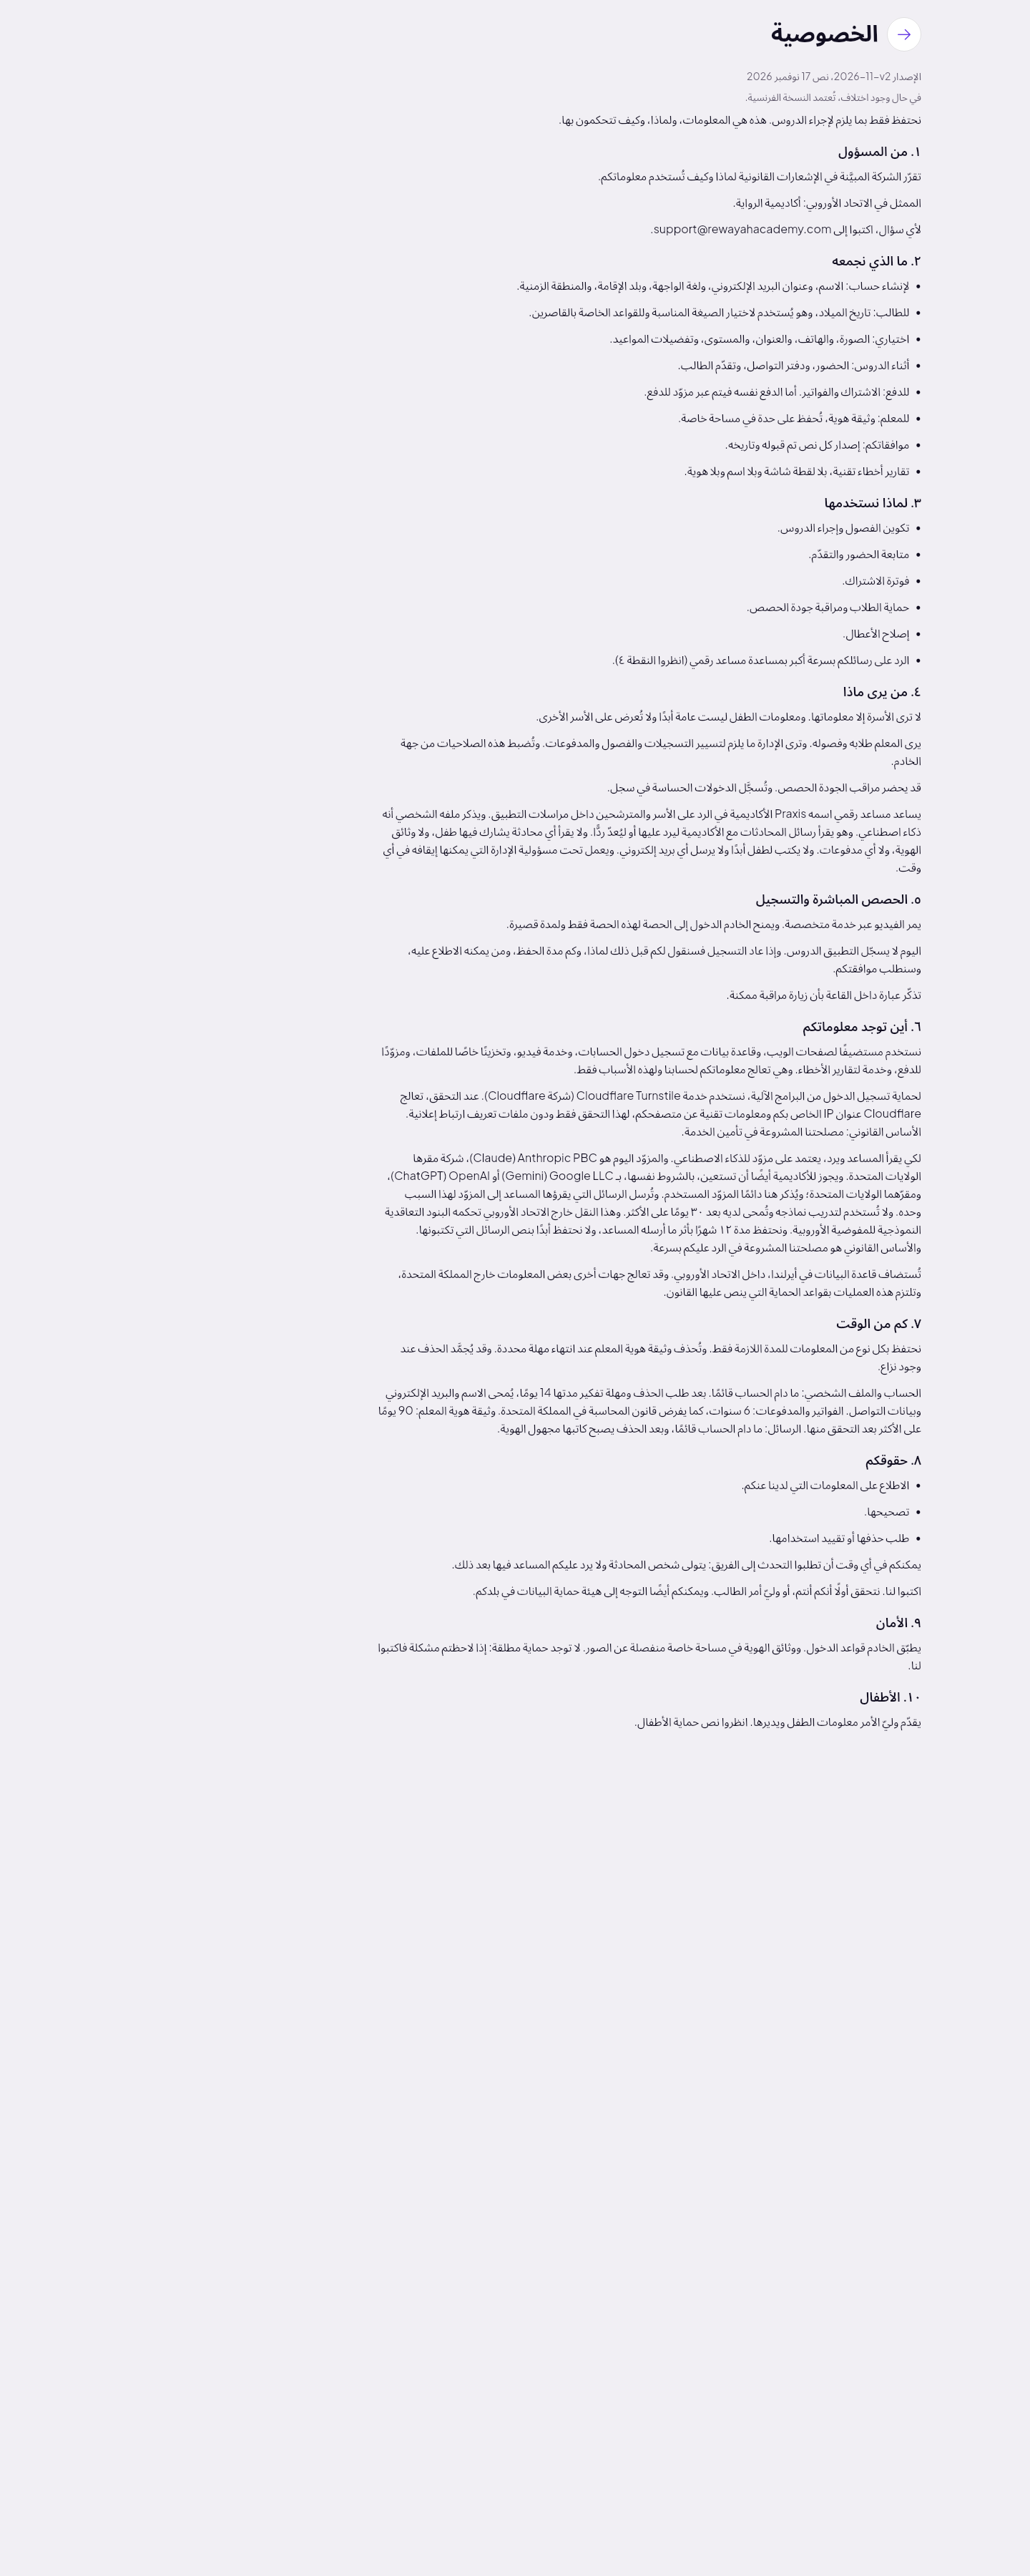 الخصوصية
الإصدار 2026-11-v2، نص 17 نوفمبر 2026
في حال وجود اختلاف، تُعتمد النسخة الفرنسية.
نحتفظ فقط بما يلزم لإجراء الدروس. هذه هي المعلومات، ولماذا، وكيف تتحكمون بها.
١. من المسؤول
تقرّر الشركة المبيَّنة في الإشعارات القانونية لماذا وكيف تُستخدم معلوماتكم.
الممثل في الاتحاد الأوروبي: أكاديمية الرواية.
لأي سؤال، اكتبوا إلى support@rewayahacademy.com.
٢. ما الذي نجمعه
• لإنشاء حساب: الاسم، وعنوان البريد الإلكتروني، ولغة الواجهة، وبلد الإقامة، والمنطقة الزمنية.
• للطالب: تاريخ الميلاد، وهو يُستخدم لاختيار الصيغة المناسبة وللقواعد الخاصة بالقاصرين.
• اختياري: الصورة، والهاتف، والعنوان، والمستوى، وتفضيلات المواعيد.
• أثناء الدروس: الحضور، ودفتر التواصل، وتقدّم الطالب.
• للدفع: الاشتراك والفواتير. أما الدفع نفسه فيتم عبر مزوّد للدفع.
• للمعلم: وثيقة هوية، تُحفظ على حدة في مساحة خاصة.
• موافقاتكم: إصدار كل نص تم قبوله وتاريخه.
• تقارير أخطاء تقنية، بلا لقطة شاشة وبلا اسم وبلا هوية.
٣. لماذا نستخدمها
• تكوين الفصول وإجراء الدروس.
• متابعة الحضور والتقدّم.
• فوترة الاشتراك.
• حماية الطلاب ومراقبة جودة الحصص.
• إصلاح الأعطال.
• الرد على رسائلكم بسرعة أكبر بمساعدة مساعد رقمي (انظروا النقطة ٤).
٤. من يرى ماذا
لا ترى الأسرة إلا معلوماتها. ومعلومات الطفل ليست عامة أبدًا ولا تُعرض على الأسر الأخرى.
يرى المعلم طلابه وفصوله. وترى الإدارة ما يلزم لتسيير التسجيلات والفصول والمدفوعات. وتُضبط هذه الصلاحيات من جهة
الخادم.
قد يحضر مراقب الجودة الحصص. وتُسجَّل الدخولات الحساسة في سجل.
يساعد مساعد رقمي اسمه Praxis الأكاديمية في الرد على الأسر والمترشحين داخل مراسلات التطبيق. ويذكر ملفه الشخصي أنه
ذكاء اصطناعي. وهو يقرأ رسائل المحادثات مع الأكاديمية ليرد عليها أو ليُعدّ ردًّا. ولا يقرأ أي محادثة يشارك فيها طفل، ولا وثائق
الهوية، ولا أي مدفوعات. ولا يكتب لطفل أبدًا ولا يرسل أي بريد إلكتروني. ويعمل تحت مسؤولية الإدارة التي يمكنها إيقافه في أي
وقت.
٥. الحصص المباشرة والتسجيل
يمر الفيديو عبر خدمة متخصصة. ويمنح الخادم الدخول إلى الحصة لهذه الحصة فقط ولمدة قصيرة.
اليوم لا يسجّل التطبيق الدروس. وإذا عاد التسجيل فسنقول لكم قبل ذلك لماذا، وكم مدة الحفظ، ومن يمكنه الاطلاع عليه،
وسنطلب موافقتكم.
تذكّر عبارة داخل القاعة بأن زيارة مراقبة ممكنة.
٦. أين توجد معلوماتكم
نستخدم مستضيفًا لصفحات الويب، وقاعدة بيانات مع تسجيل دخول الحسابات، وخدمة فيديو، وتخزينًا خاصًا للملفات، ومزوّدًا
للدفع، وخدمة لتقارير الأخطاء. وهي تعالج معلوماتكم لحسابنا ولهذه الأسباب فقط.
لحماية تسجيل الدخول من البرامج الآلية، نستخدم خدمة Cloudflare Turnstile (شركة Cloudflare). عند التحقق، تعالج
Cloudflare عنوان IP الخاص بكم ومعلومات تقنية عن متصفحكم، لهذا التحقق فقط ودون ملفات تعريف ارتباط إعلانية.
الأساس القانوني: مصلحتنا المشروعة في تأمين الخدمة.
لكي يقرأ المساعد ويرد، يعتمد على مزوّد للذكاء الاصطناعي. والمزوّد اليوم هو Anthropic PBC (Claude)، شركة مقرها
الولايات المتحدة. ويجوز للأكاديمية أيضًا أن تستعين، بالشروط نفسها، بـ Google LLC (Gemini) أو OpenAI (ChatGPT)،
ومقرّهما الولايات المتحدة؛ ويُذكر هنا دائمًا المزوّد المستخدم. وتُرسل الرسائل التي يقرؤها المساعد إلى المزوّد لهذا السبب
وحده. ولا تُستخدم لتدريب نماذجه وتُمحى لديه بعد ٣٠ يومًا على الأكثر. وهذا النقل خارج الاتحاد الأوروبي تحكمه البنود التعاقدية
النموذجية للمفوضية الأوروبية. ونحتفظ مدة ١٢ شهرًا بأثر ما أرسله المساعد، ولا نحتفظ أبدًا بنص الرسائل التي تكتبونها.
والأساس القانوني هو مصلحتنا المشروعة في الرد عليكم بسرعة.
تُستضاف قاعدة البيانات في أيرلندا، داخل الاتحاد الأوروبي. وقد تعالج جهات أخرى بعض المعلومات خارج المملكة المتحدة،
وتلتزم هذه العمليات بقواعد الحماية التي ينص عليها القانون.
٧. كم من الوقت
نحتفظ بكل نوع من المعلومات للمدة اللازمة فقط. وتُحذف وثيقة هوية المعلم عند انتهاء مهلة محددة. وقد يُجمَّد الحذف عند
وجود نزاع.
الحساب والملف الشخصي: ما دام الحساب قائمًا. بعد طلب الحذف ومهلة تفكير مدتها 14 يومًا، يُمحى الاسم والبريد الإلكتروني
وبيانات التواصل. الفواتير والمدفوعات: 6 سنوات، كما يفرض قانون المحاسبة في المملكة المتحدة. وثيقة هوية المعلم: 90 يومًا
على الأكثر بعد التحقق منها. الرسائل: ما دام الحساب قائمًا، وبعد الحذف يصبح كاتبها مجهول الهوية.
٨. حقوقكم
• الاطلاع على المعلومات التي لدينا عنكم.
• تصحيحها.
• طلب حذفها أو تقييد استخدامها.
يمكنكم في أي وقت أن تطلبوا التحدث إلى الفريق: يتولى شخص المحادثة ولا يرد عليكم المساعد فيها بعد ذلك.
اكتبوا لنا. نتحقق أولًا أنكم أنتم، أو وليّ أمر الطالب. ويمكنكم أيضًا التوجه إلى هيئة حماية البيانات في بلدكم.
٩. الأمان
يطبّق الخادم قواعد الدخول. ووثائق الهوية في مساحة خاصة منفصلة عن الصور. لا توجد حماية مطلقة: إذا لاحظتم مشكلة فاكتبوا
لنا.
١٠. الأطفال
يقدّم وليّ الأمر معلومات الطفل ويديرها. انظروا نص حماية الأطفال.